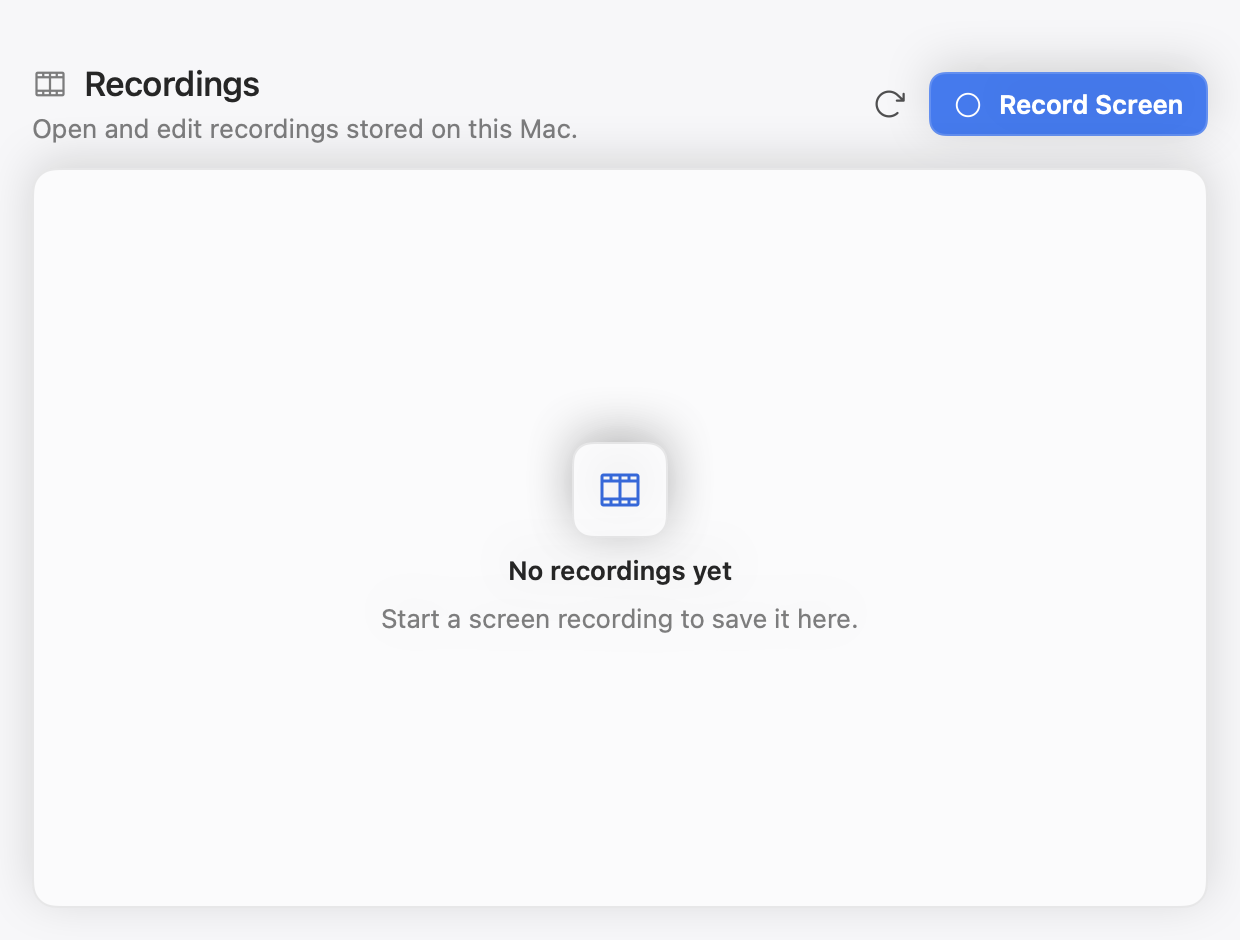 Recordings
Open and edit recordings stored on this Mac.
Record Screen
No recordings yet
Start a screen recording to save it here.